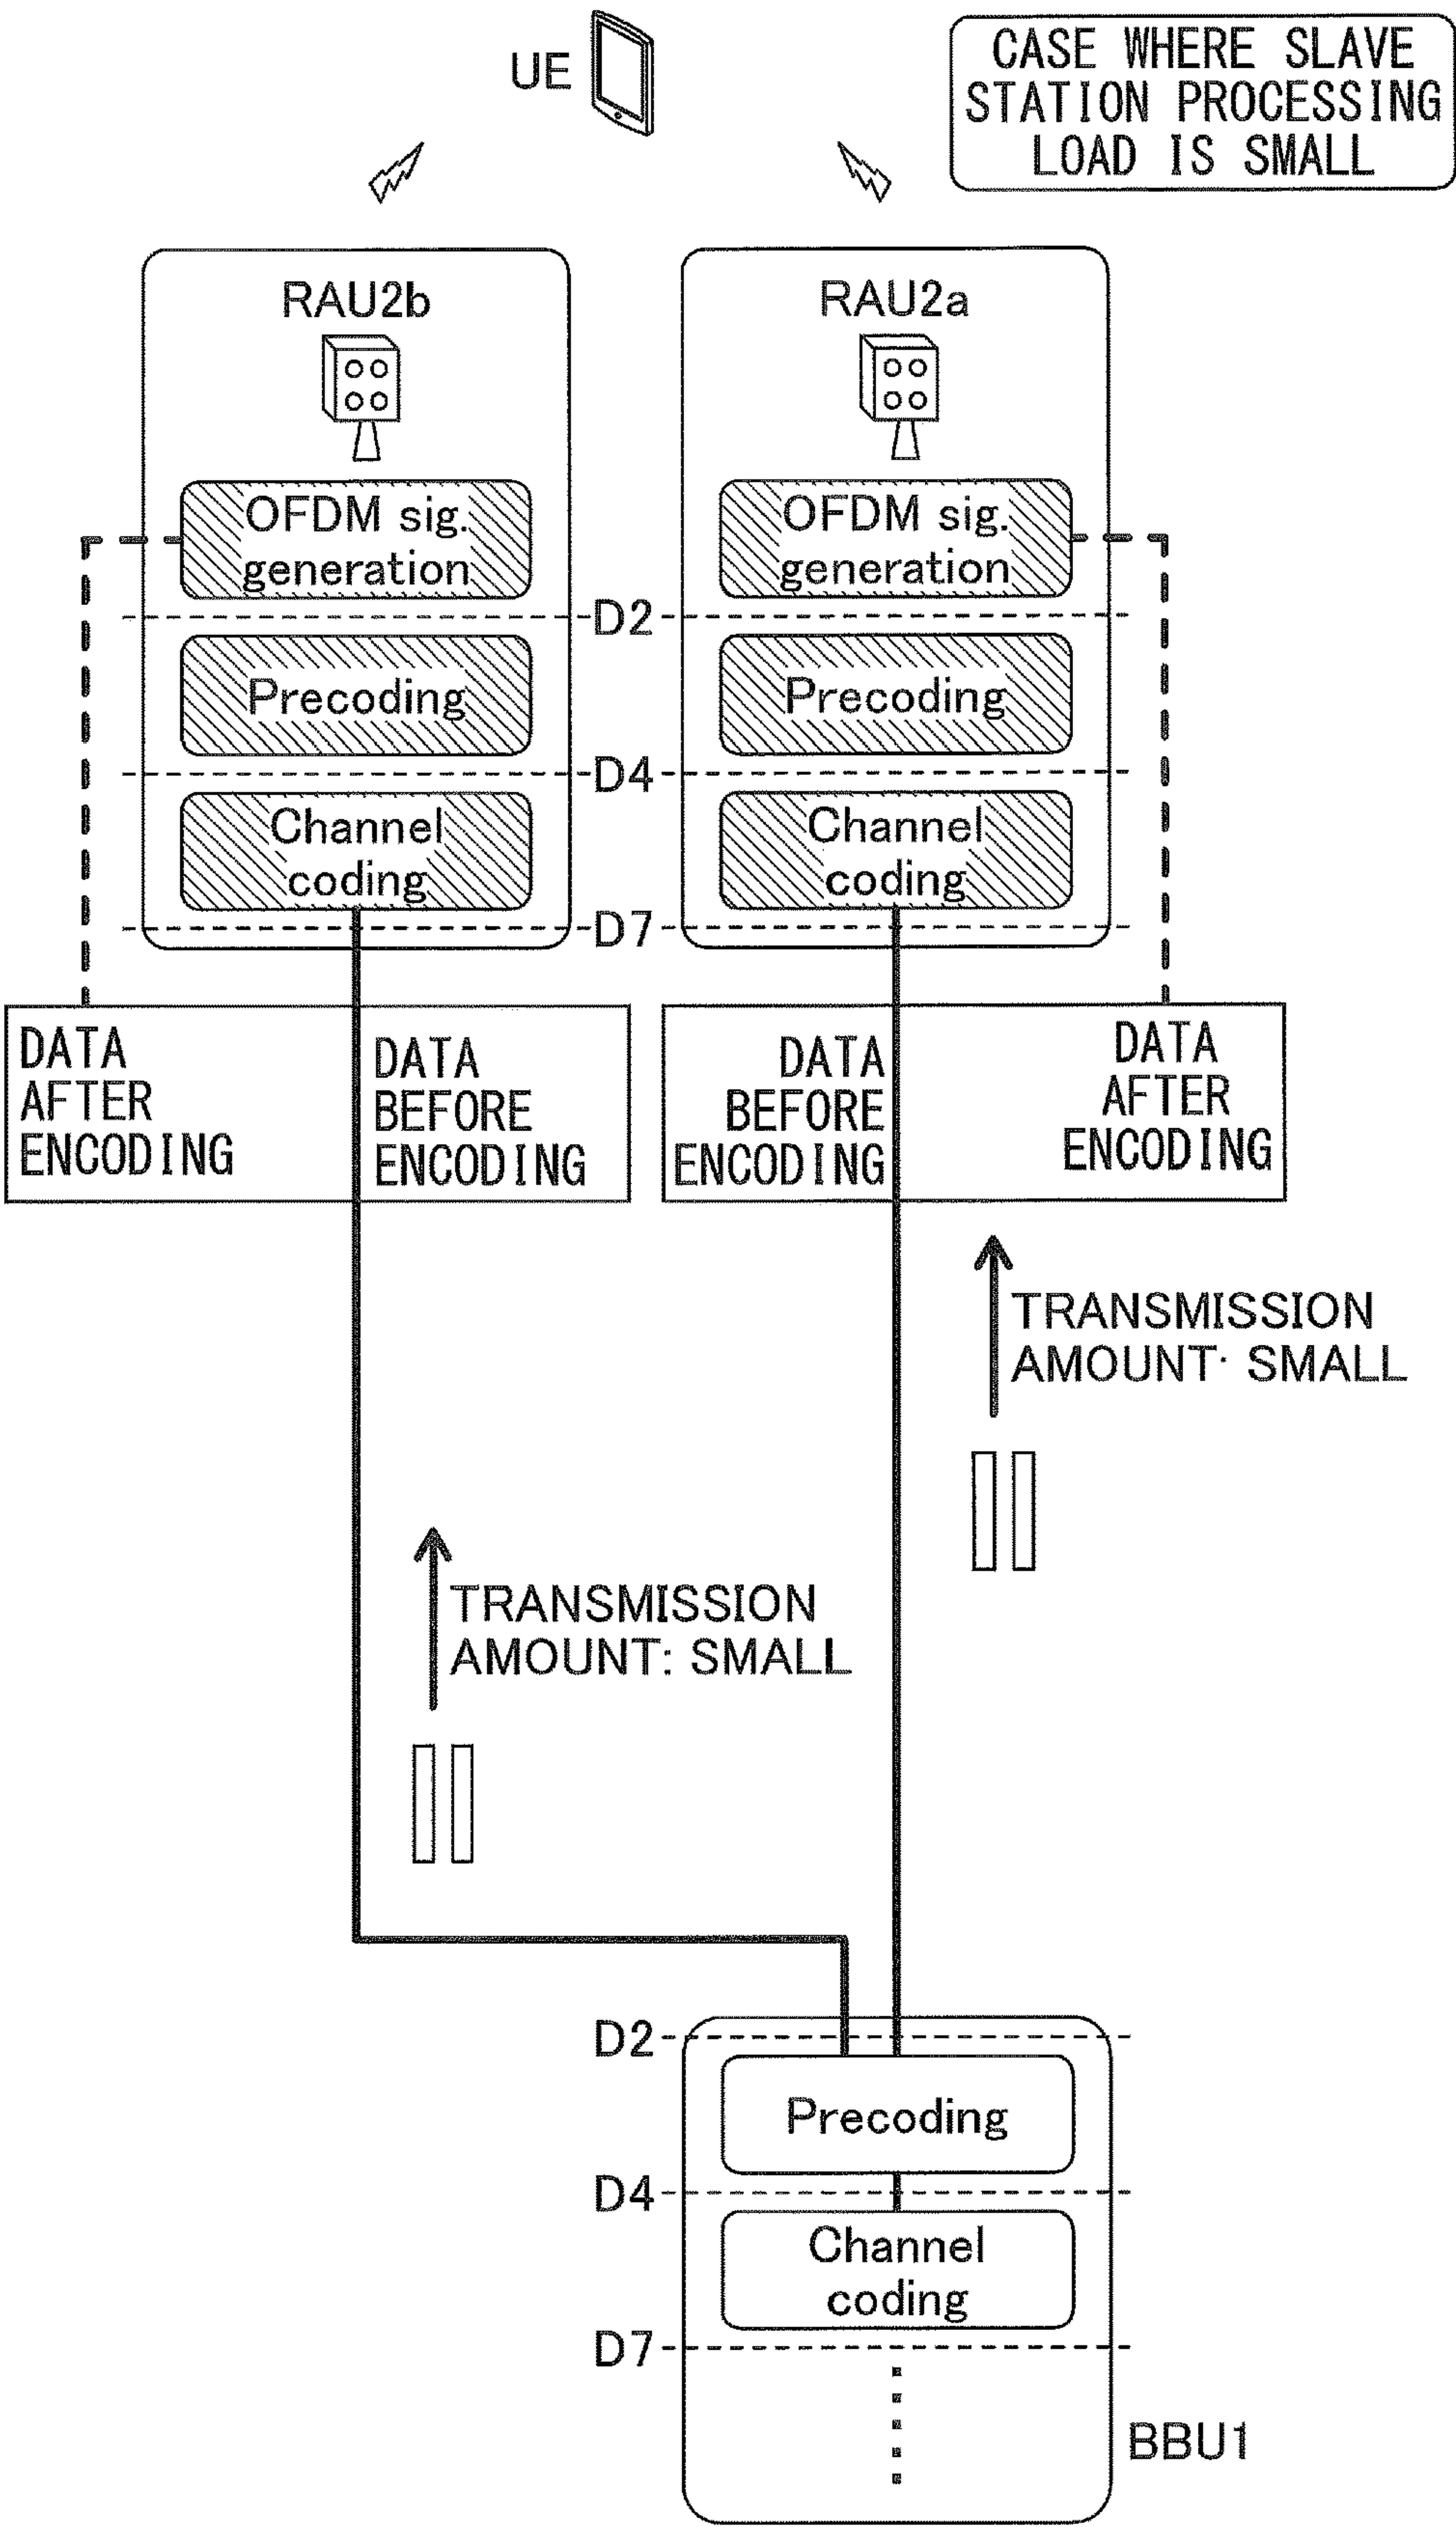 UE
CASE WHERE SLAVE
STATION PROCESSING
LOAD IS SMALL
RAU2b
RAU2a
OFDM sig.
generation
OFDM sig.
generation
D2
Precoding
Precoding
D4
Channel
coding
Channel
coding
D7
DATA
AFTER
ENCODING
DATA
BEFORE
ENCODING
DATA
BEFORE
ENCODING
DATA
AFTER
ENCODING
TRANSMISSION
AMOUNT: SMALL
TRANSMISSION
AMOUNT: SMALL
D2
Precoding
D4
Channel
coding
D7
BBU1